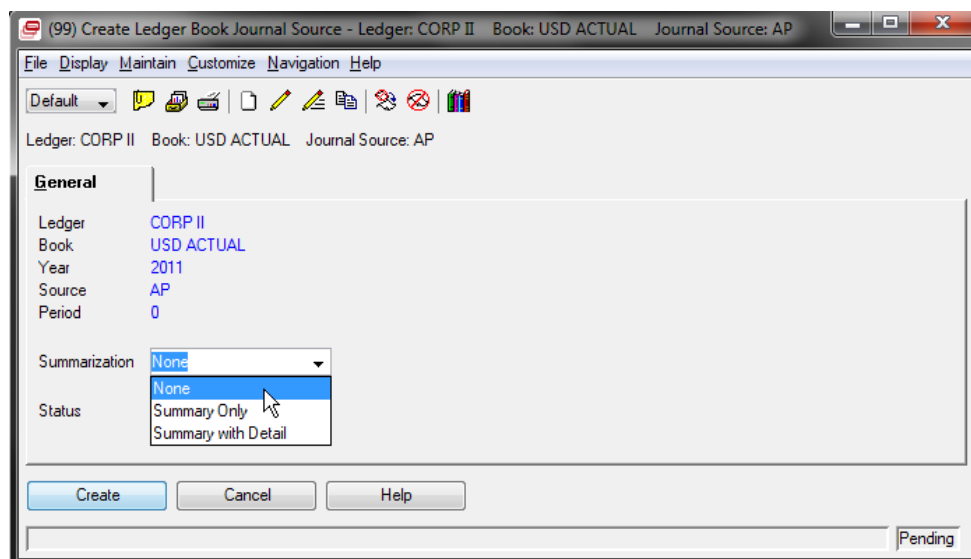 (99) Create Ledger Book Journal Source - Ledger: CORP II Book: USD ACTUAL Journal Source: AP
File Display Maintain Customize Navigation Help
Default
Ledger: CORP II Book: USD ACTUAL Journal Source: AP
General
Ledger CORP II
Book USD ACTUAL
Year 2011
Source AP
Period 0
Summarization None
None
Status Summary Only
Summary with Detail
Create Cancel Help
Pending